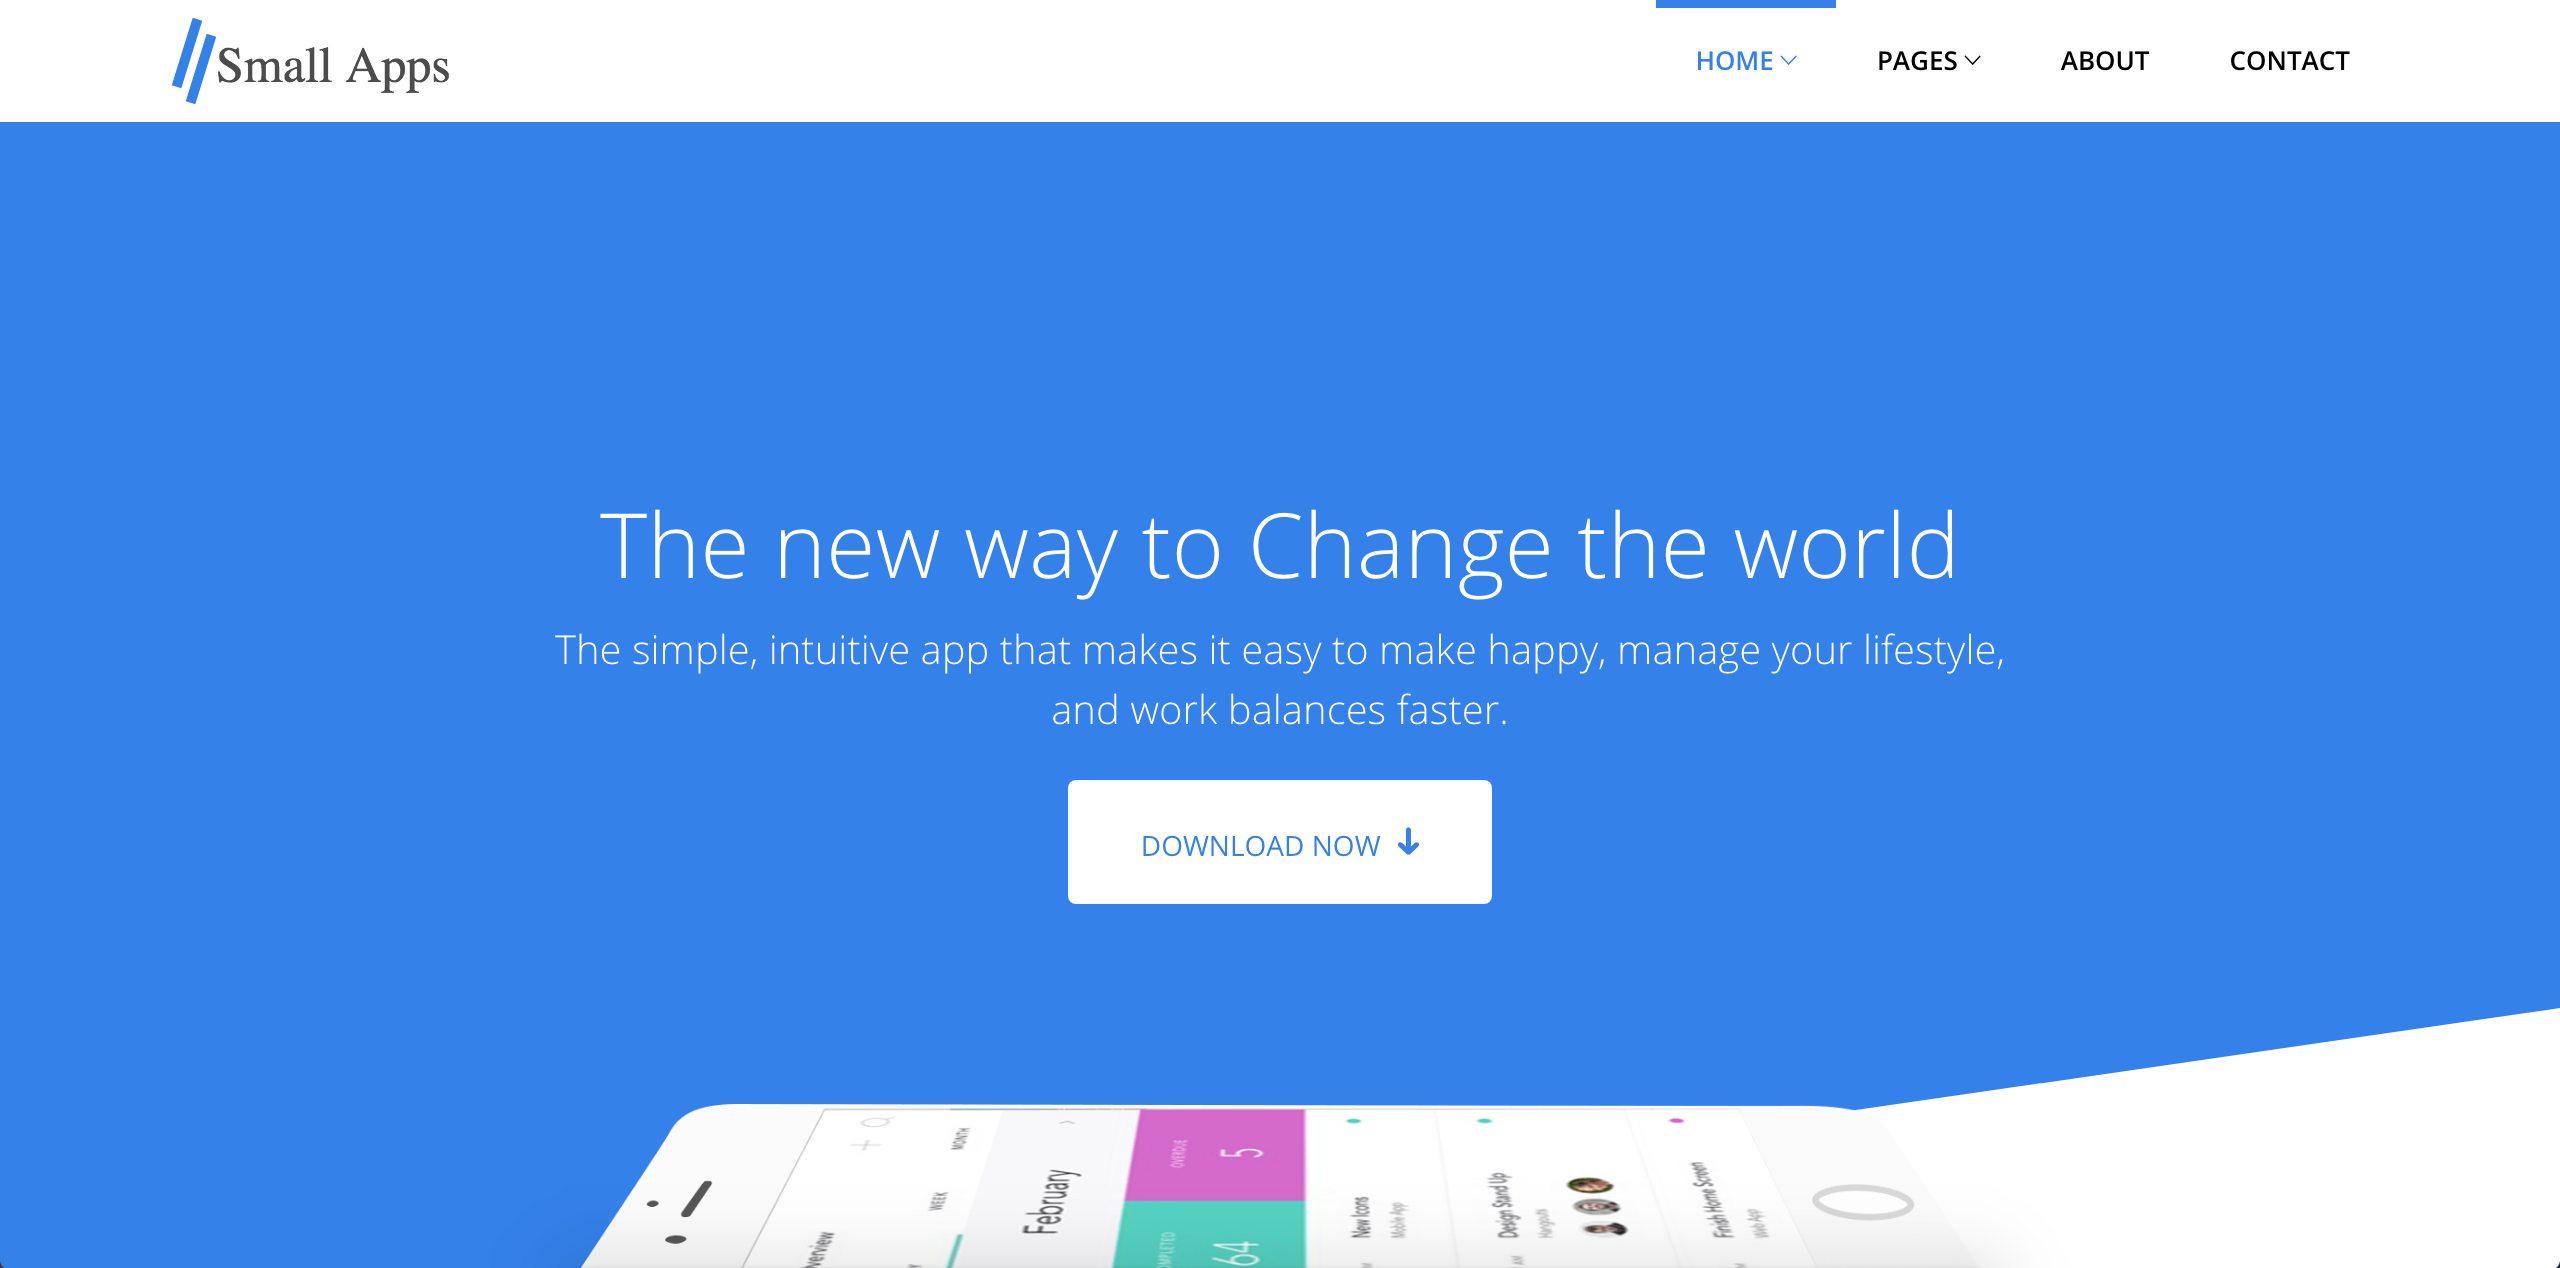 Small Apps
HOME
PAGES
ABOUT
CONTACT
The new way to Change the world
The simple, intuitive app that makes it easy to make happy, manage your lifestyle,
and work balances faster.
DOWNLOAD NOW
MONTH
WEEK
February
OVERDUE
5
64
New Icons
Mobile App
Design Stand Up
Hangouts
Finish Home Screen
Web App